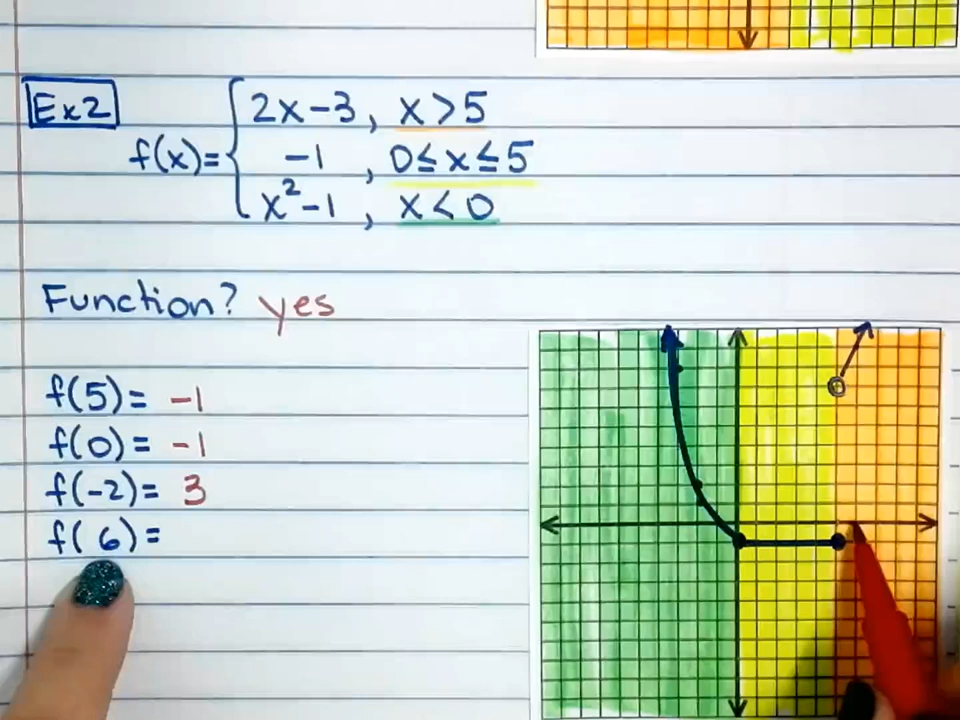 Ex2
f(x)= { 2x-3, x>5
-1, 0≤x≤5
x²-1, x<0
Function? yes
f(5)= -1
f(0)= -1
f(-2)= 3
f(6)=